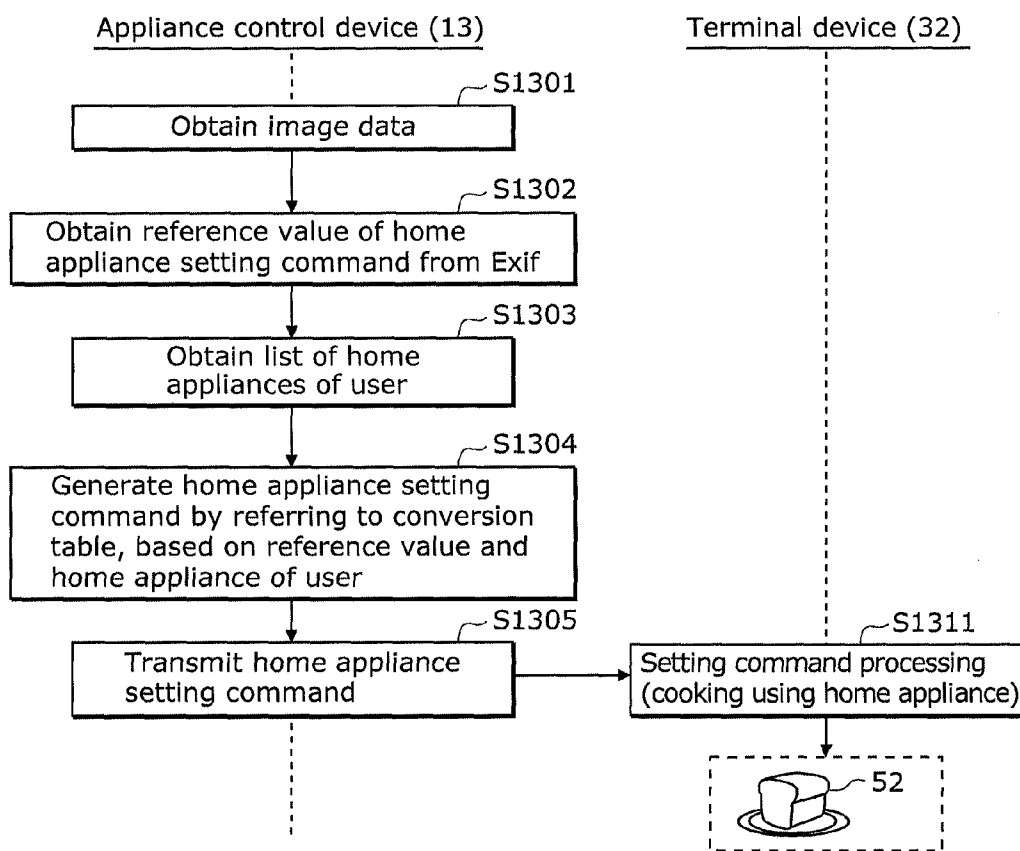 Appliance control device (13)
Terminal device (32)
S1301
Obtain image data
S1302
Obtain reference value of home
appliance setting command from Exif
S1303
Obtain list of home
appliances of user
S1304
Generate home appliance setting
command by referring to conversion
table, based on reference value and
home appliance of user
S1305
Transmit home appliance
setting command
S1311
Setting command processing
(cooking using home appliance)
52